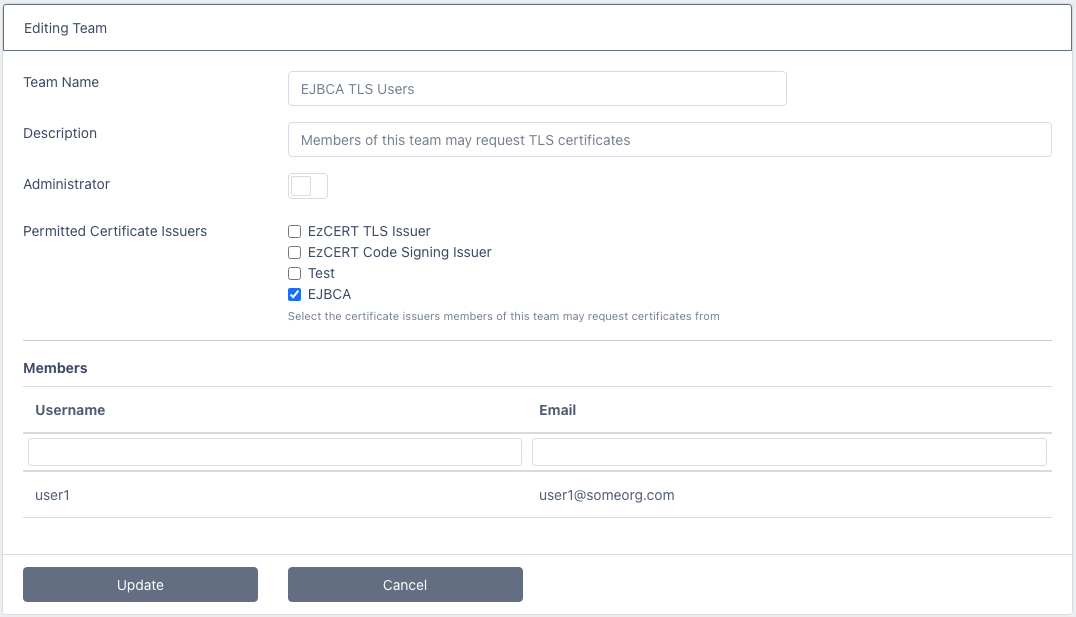 Editing Team
Team Name
EJBCA TLS Users
Description
Members of this team may request TLS certificates
Administrator
Permitted Certificate Issuers
EzCERT TLS Issuer
EzCERT Code Signing Issuer
Test
EJBCA
Select the certificate issuers members of this team may request certificates from
Members
Username Email
user1 user1@someorg.com
Update Cancel